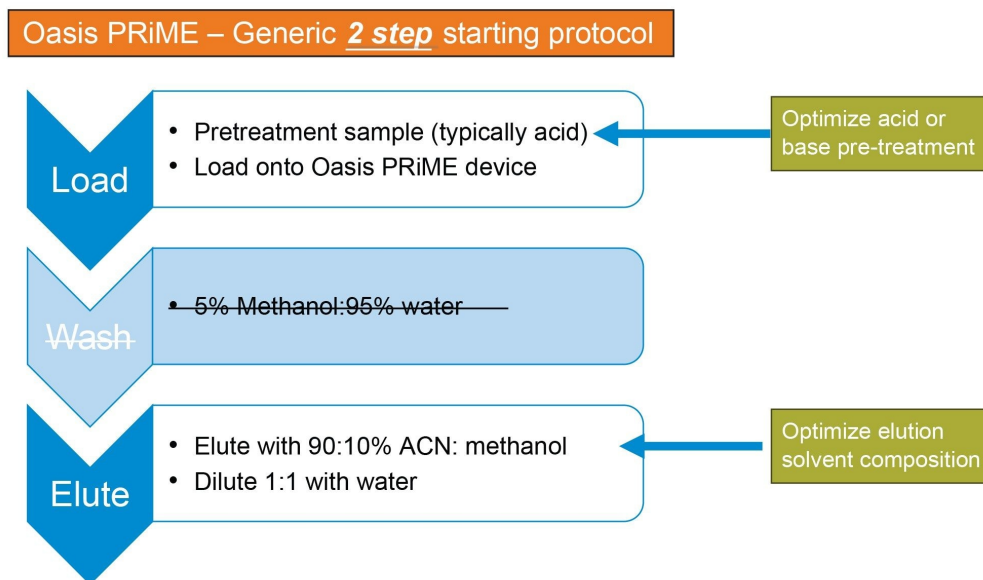 Oasis PRiME – Generic 2 step starting protocol
Load
• Pretreatment sample (typically acid)
• Load onto Oasis PRiME device
Optimize acid or
base pre-treatment
Wash
• 5% Methanol:95% water
Elute
• Elute with 90:10% ACN: methanol
• Dilute 1:1 with water
Optimize elution
solvent composition